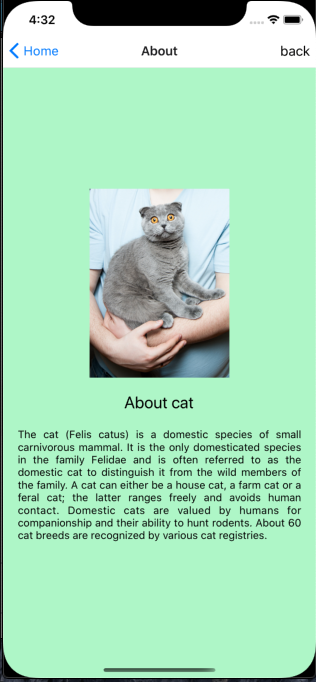 4:32
Home
About
back
About cat
The cat (Felis catus) is a domestic species of small
carnivorous mammal. It is the only domesticated species
in the family Felidae and is often referred to as the
domestic cat to distinguish it from the wild members of
the family. A cat can either be a house cat, a farm cat or a
feral cat; the latter ranges freely and avoids human
contact. Domestic cats are valued by humans for
companionship and their ability to hunt rodents. About 60
cat breeds are recognized by various cat registries.